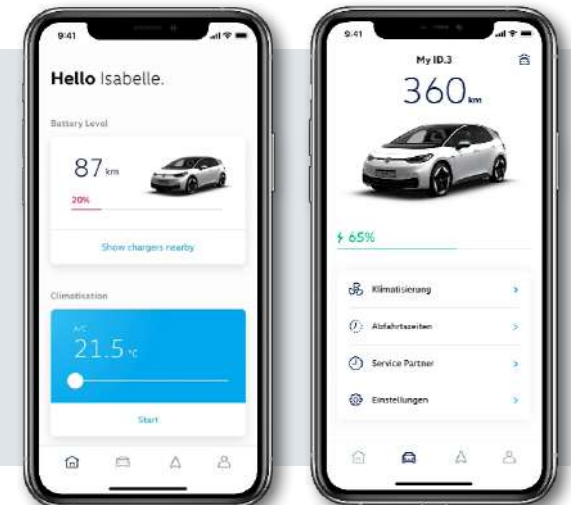 9:41
Hello Isabelle.
Battery Level
87 km
20%
Show chargers nearby
Climatisation
A/C
21.5 °C
Start
9:41
My ID.3
360 km
65%
Klimatisierung
Abfahrtszeiten
Service Partner
Einstellungen